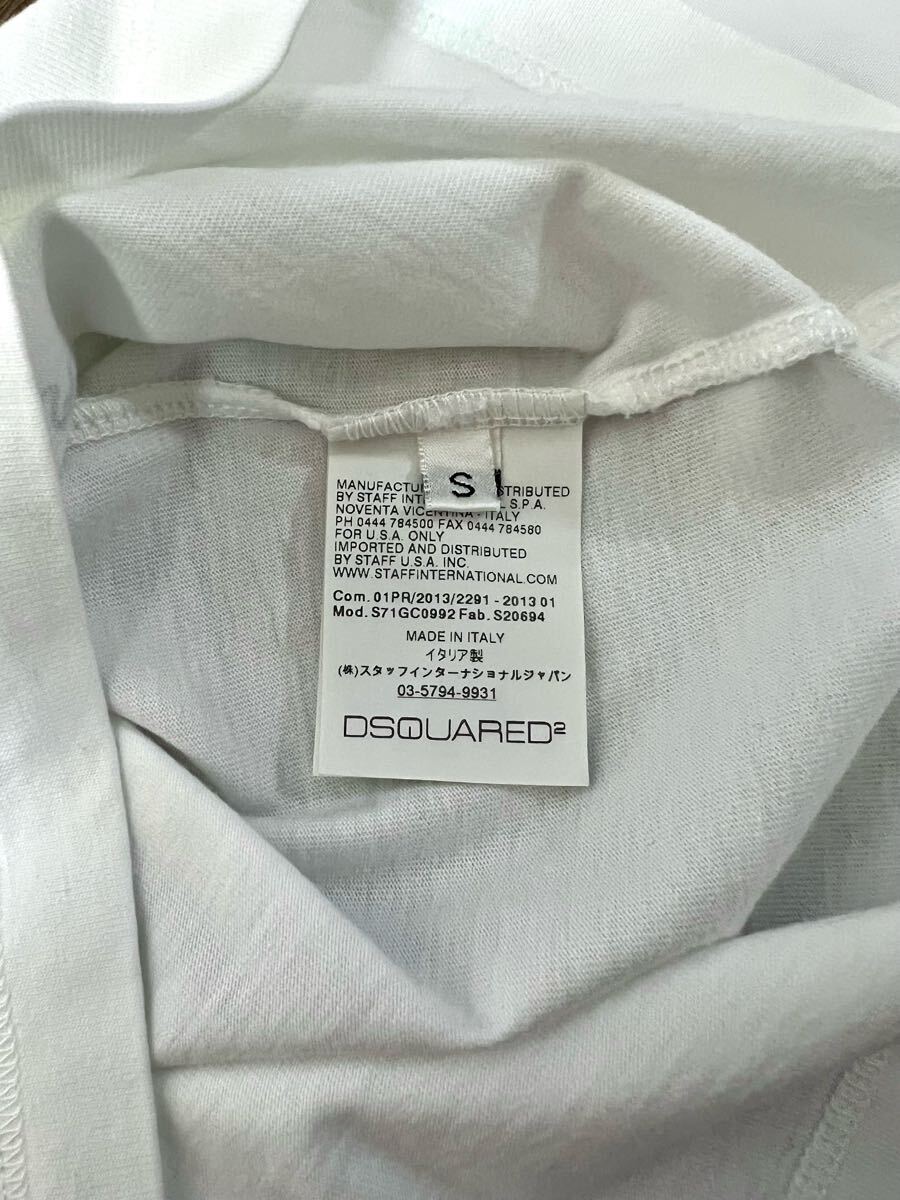 S
BY STAFF
S.P.A.
NOVENTA VICENTINA - ITALY
PH 0444 784500 FAX 0444 784580
FOR U.S.A. ONLY
IMPORTED AND DISTRIBUTED
BY STAFF U.S.A. INC.
WWW.STAFFINTERNATIONAL.COM
Com. 01PR/2013/2291 - 2013 01
Mod. S71GC0992 Fab. S20694
MADE IN ITALY
イタリア製
(株)スタッフインターナショナルジャパン
03-5794-9931
DSQUARED2